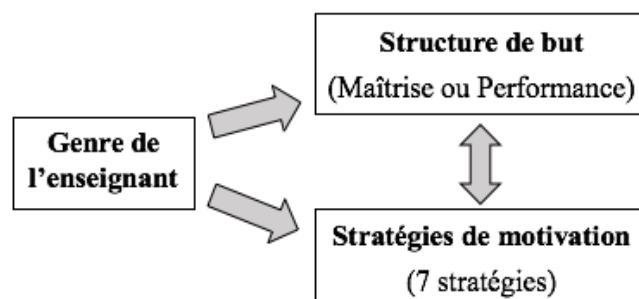 Structure de but
(Maîtrise ou Performance)
Genre de
l'enseignant
Stratégies de motivation
(7 stratégies)